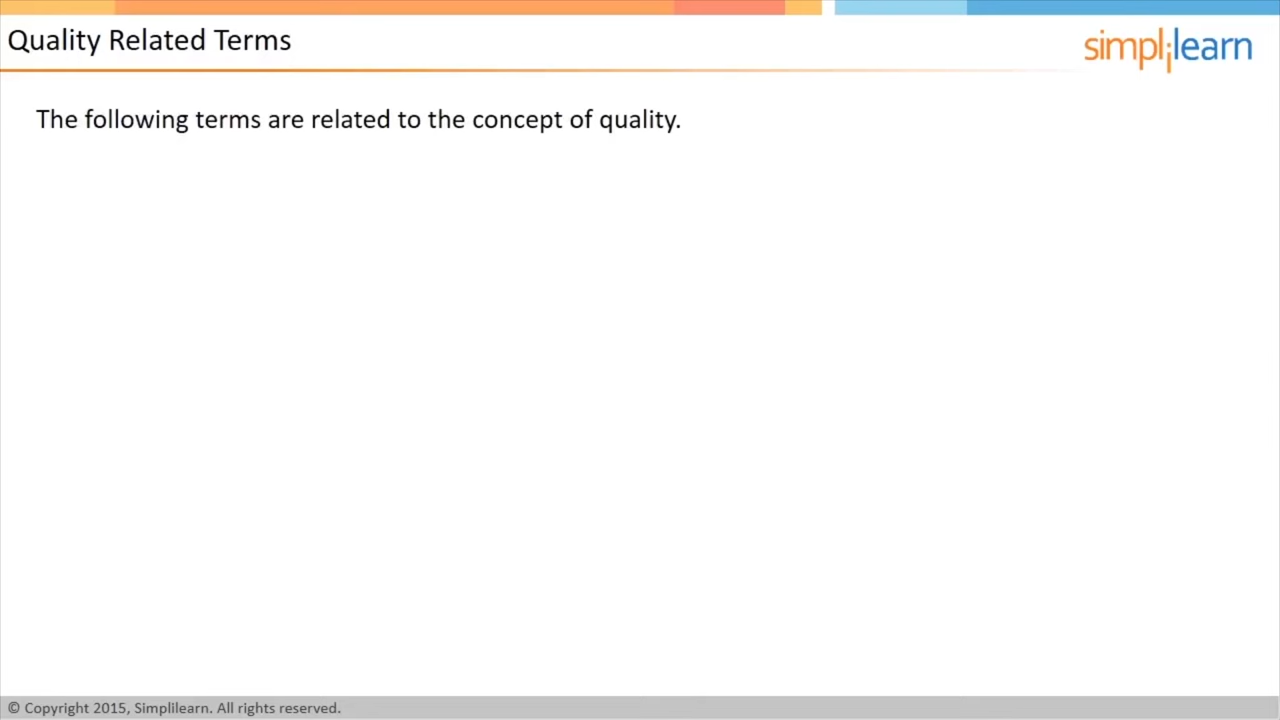 Quality Related Terms
simplilearn
The following terms are related to the concept of quality.
© Copyright 2015, Simplilearn. All rights reserved.